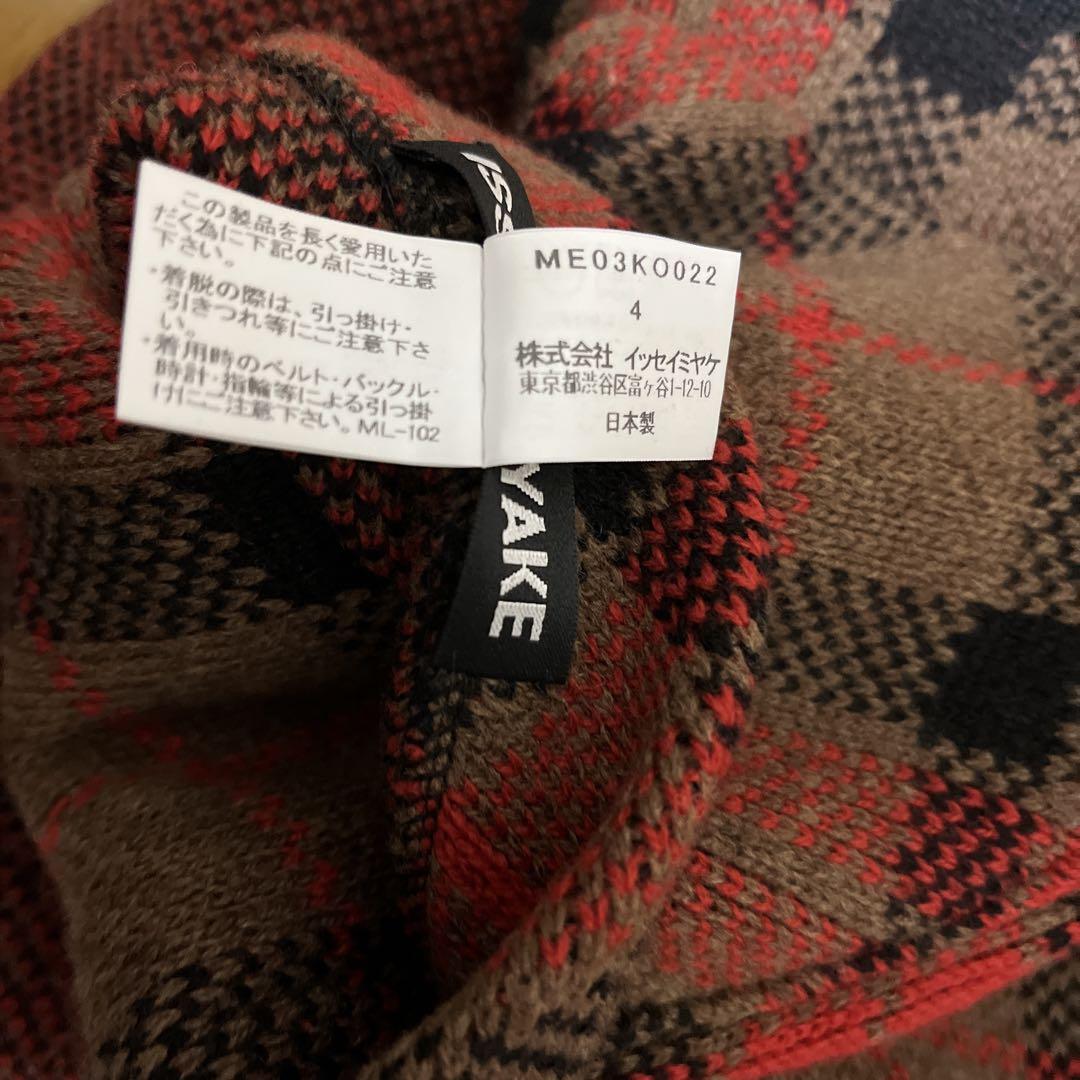 この製品を長く愛用いた
だく為に下記の点にご注意
下さい。
・着脱の際は、引っ掛け・
引きつれ等にご注意下さ
い。
・着用時のベルト・バックル・
時計・指輪等による引っ掛
けにご注意下さい。ML-102
ME03KO022
4
株式会社 イッセイミヤケ
東京都渋谷区富ヶ谷1-12-10
日本製
ISS
YAKE